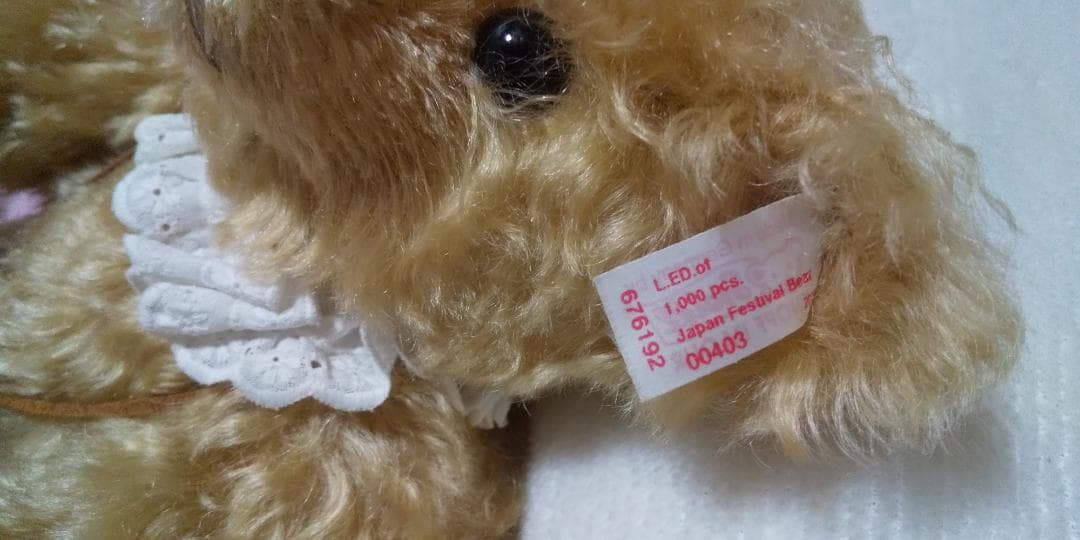 L.ED.of
1,000 pcs.
Japan Festival Bear
00403
676192